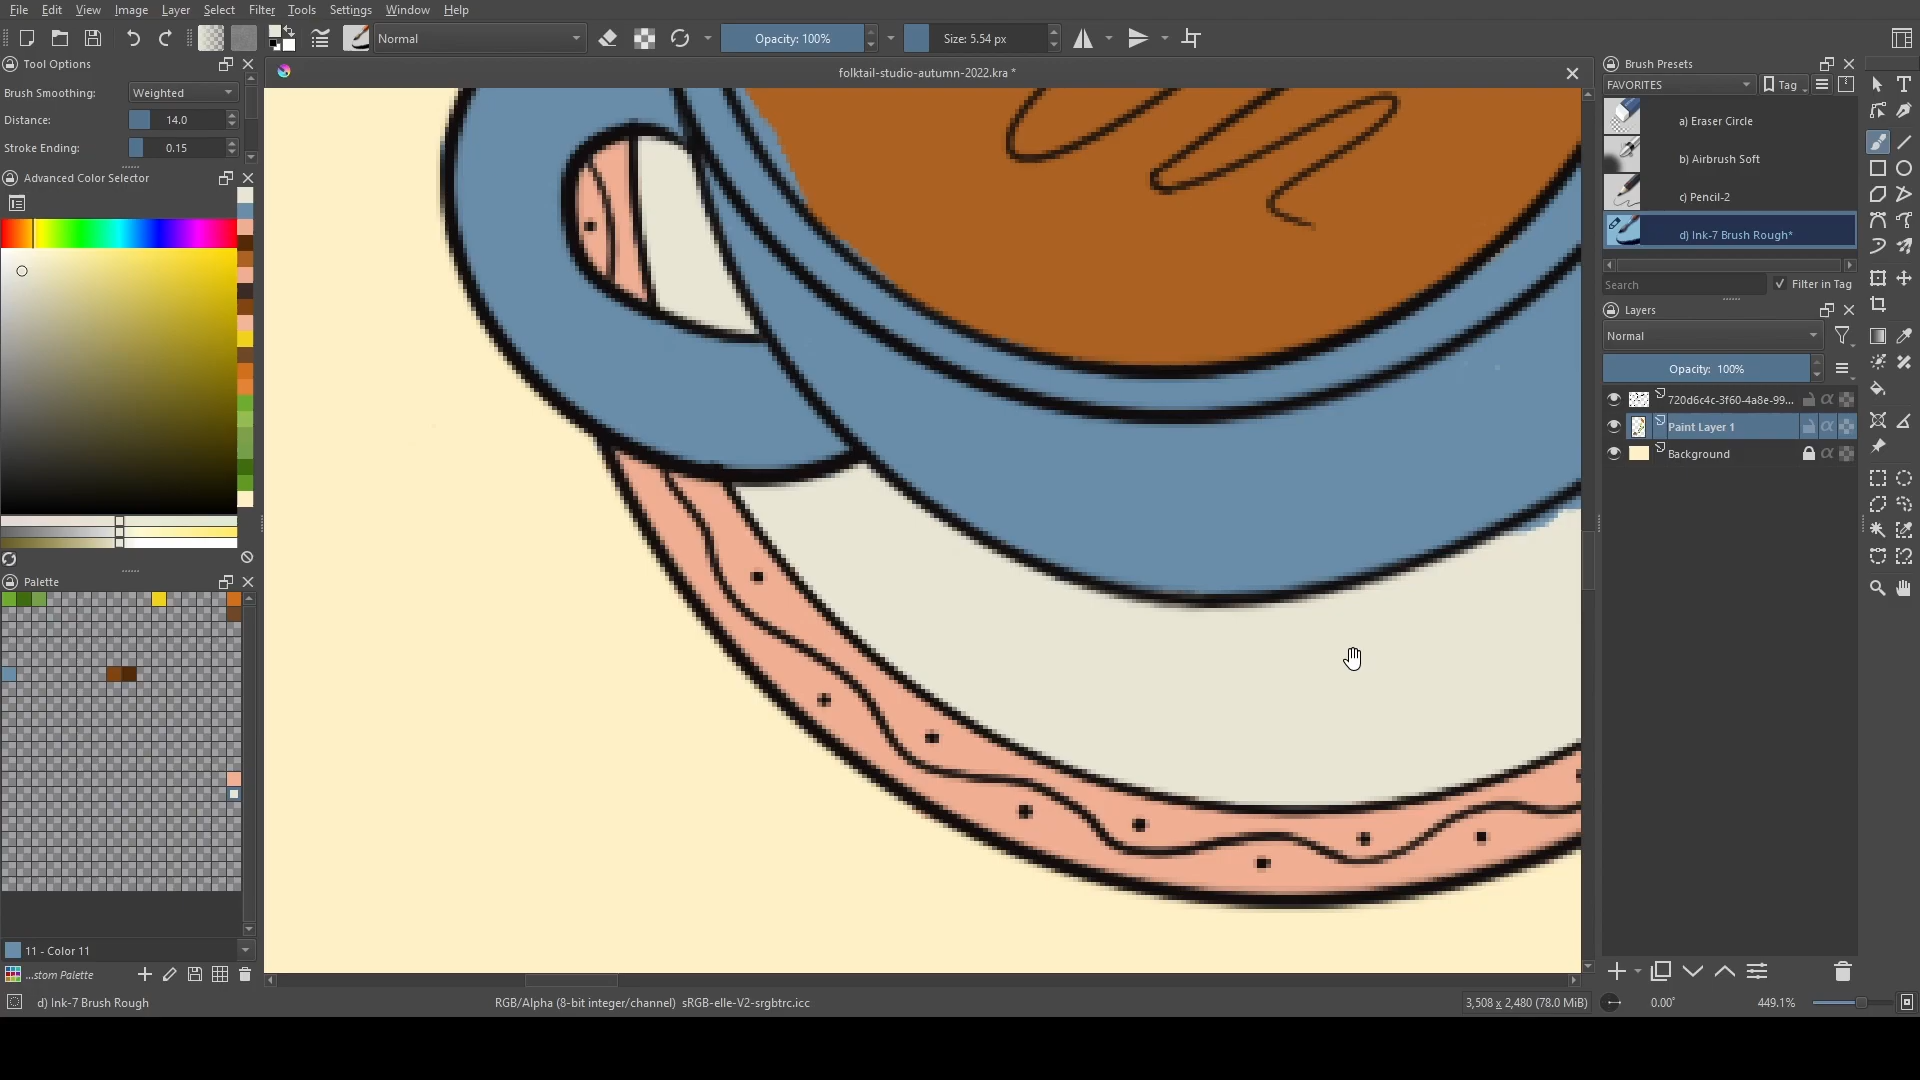 File Edit View Image Layer Select Filter Tools Settings Window Help
Normal Opacity: 100% Size: 5.54 px
Tool Options
Brush Smoothing: Weighted
Distance: 14.0
Stroke Ending: 0.15
Advanced Color Selector
Palette
11 - Color 11
...stom Palette
folktail-studio-autumn-2022.kra *
Brush Presets
FAVORITES Tag
a) Eraser Circle
b) Airbrush Soft
c) Pencil-2
d) Ink-7 Brush Rough*
Search Filter in Tag
Layers
Normal
Opacity: 100%
720d6c4c-3f60-4a8e-99...
Paint Layer 1
Background
d) Ink-7 Brush Rough RGB/Alpha (8-bit integer/channel) sRGB-elle-V2-srgbtrc.icc 3,508 x 2,480 (78.0 MiB) 0.00° 449.1%